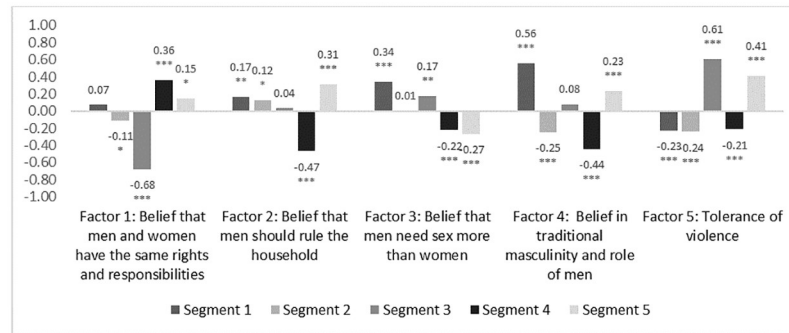 1.00
0.80
0.60
0.40
0.20
0.00
-0.20
-0.40
-0.60
-0.80
-1.00
0.07
-0.11
*
-0.68
***
0.36
***
0.15
*
0.17
**
0.12
*
0.04
-0.47
***
0.31
***
0.34
***
0.01
0.17
**
-0.22
***
-0.27
***
0.56
***
-0.25
***
0.08
-0.44
***
0.23
***
-0.23
***
-0.24
***
0.61
***
-0.21
***
0.41
***
Factor 1: Belief that
men and women
have the same rights
and responsibilities
Factor 2: Belief that
men should rule the
household
Factor 3: Belief that
men need sex more
than women
Factor 4: Belief in
traditional masculinity and role
of men
Factor 5: Tolerance of
violence
Segment 1
Segment 2
Segment 3
Segment 4
Segment 5